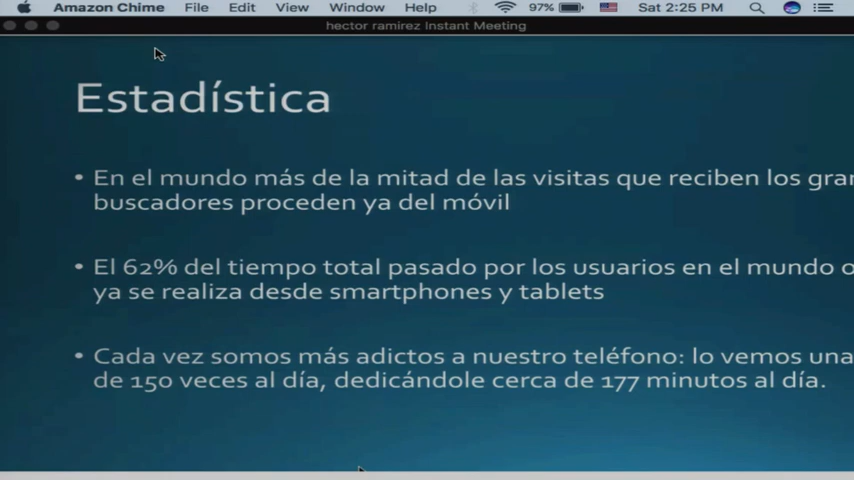 Amazon Chime File Edit View Window Help 97% Sat 2:25 PM
hector ramirez Instant Meeting
Estadística
• En el mundo más de la mitad de las visitas que reciben los gran
buscadores proceden ya del móvil
• El 62% del tiempo total pasado por los usuarios en el mundo o
ya se realiza desde smartphones y tablets
• Cada vez somos más adictos a nuestro teléfono: lo vemos una
de 150 veces al día, dedicándole cerca de 177 minutos al día.